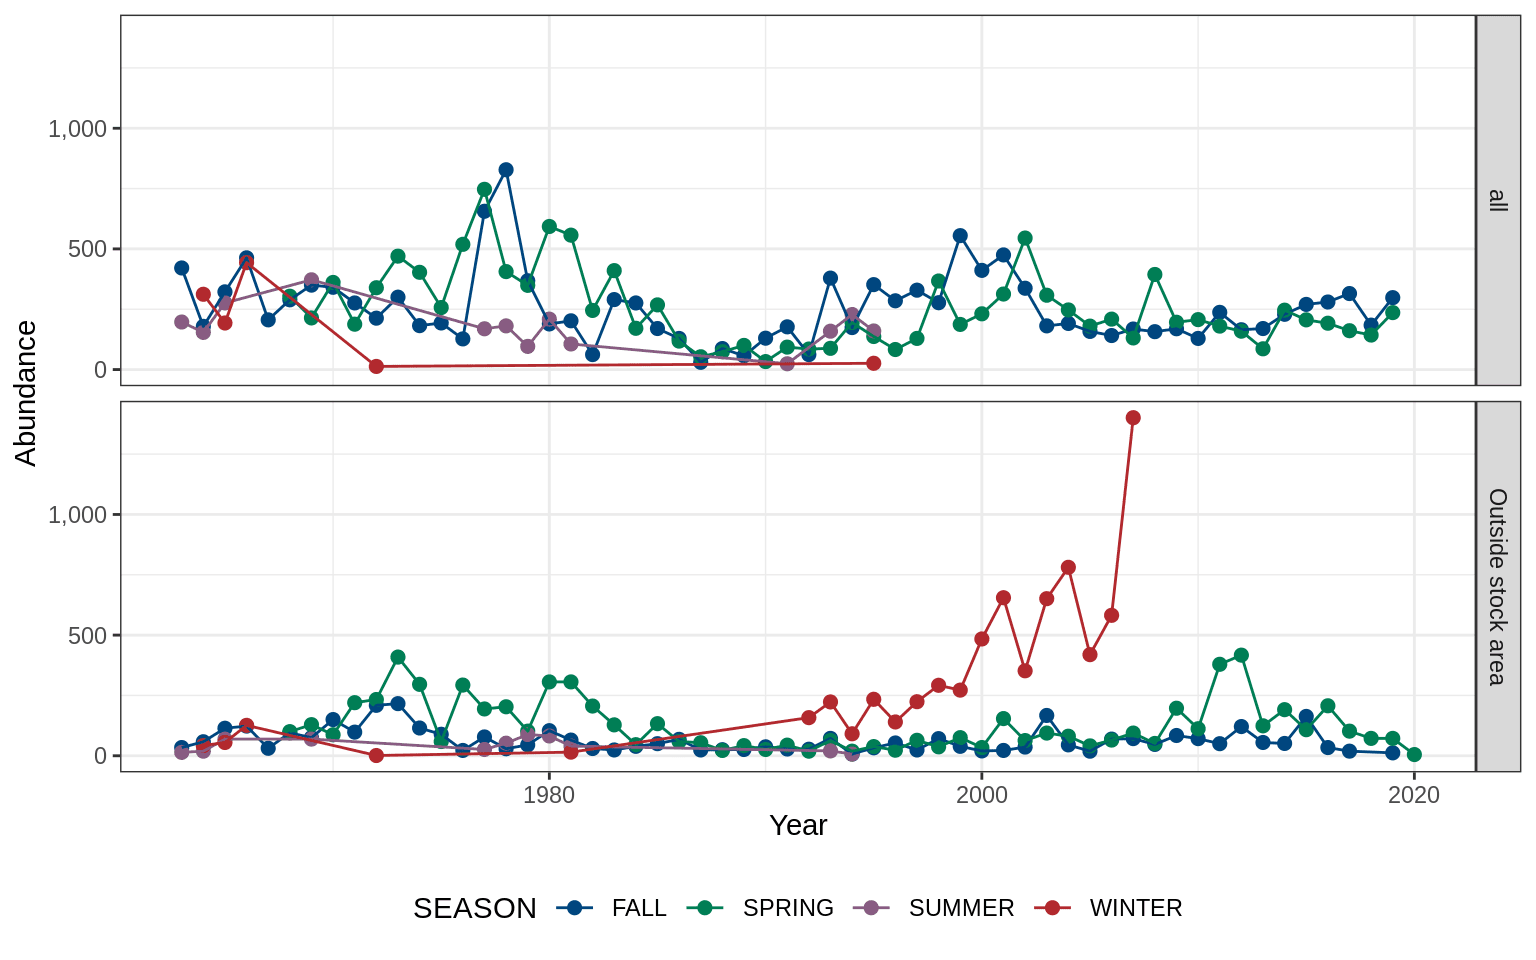 1,000
500
0
all
Abundance
1,000
500
0
Outside stock area
1980 2000 2020
Year
SEASON FALL SPRING SUMMER WINTER